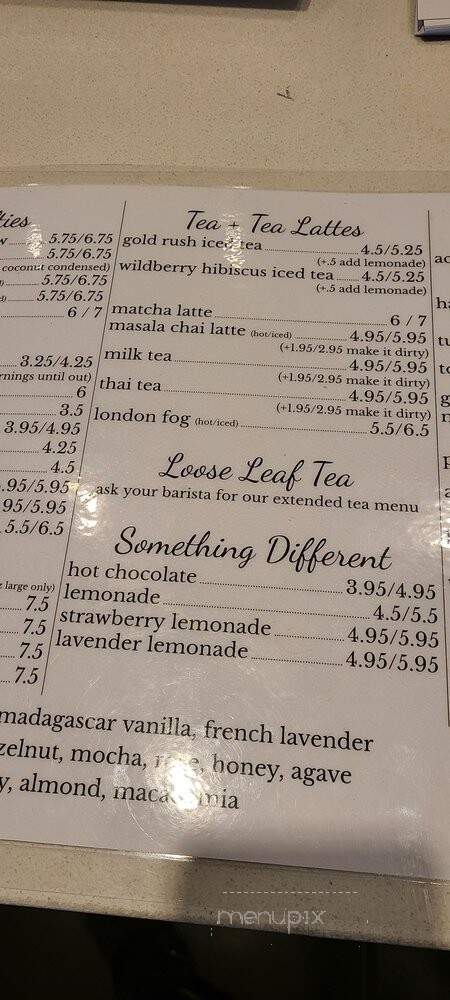 ties
5.75/6.75
5.75/6.75
coconut condensed)
5.75/6.75
5.75/6.75
6 / 7
3.25/4.25
rnings until out)
6
3.5
3.95/4.95
4.25
4.5
.95/5.95
95/5.95
5.5/6.5
large only)
7.5
7.5
7.5
7.5
Tea + Tea Lattes
gold rush iced tea 4.5/5.25
(+.5 add lemonade)
wildberry hibiscus iced tea 4.5/5.25
(+.5 add lemonade)
matcha latte 6 / 7
masala chai latte (hot/iced) 4.95/5.95
(+1.95/2.95 make it dirty)
milk tea 4.95/5.95
(+1.95/2.95 make it dirty)
thai tea 4.95/5.95
(+1.95/2.95 make it dirty)
london fog (hot/iced) 5.5/6.5
Loose Leaf Tea
ask your barista for our extended tea menu
Something Different
hot chocolate 3.95/4.95
lemonade 4.5/5.5
strawberry lemonade 4.95/5.95
lavender lemonade 4.95/5.95
madagascar vanilla, french lavender
zelnut, mocha, honey, agave
y, almond, macadamia
menupix